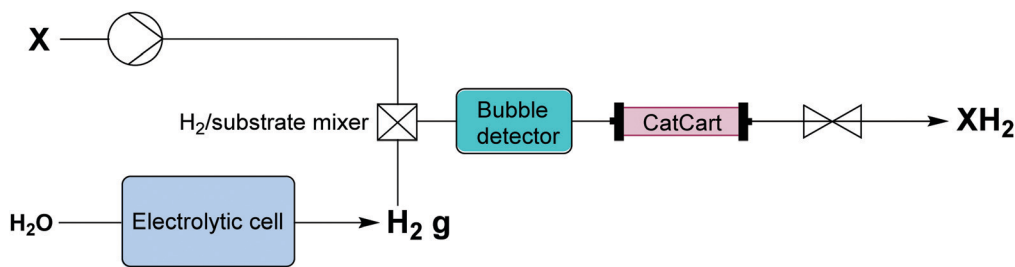 X
H₂/substrate mixer
Bubble
detector
CatCart
XH₂
H₂O
Electrolytic cell
H₂ g